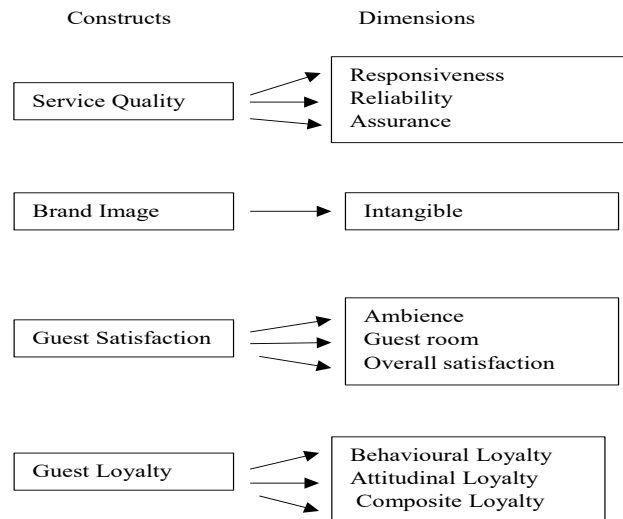 Constructs Dimensions
Service Quality
Responsiveness
Reliability
Assurance
Brand Image
Intangible
Guest Satisfaction
Ambience
Guest room
Overall satisfaction
Guest Loyalty
Behavioural Loyalty
Attitudinal Loyalty
Composite Loyalty